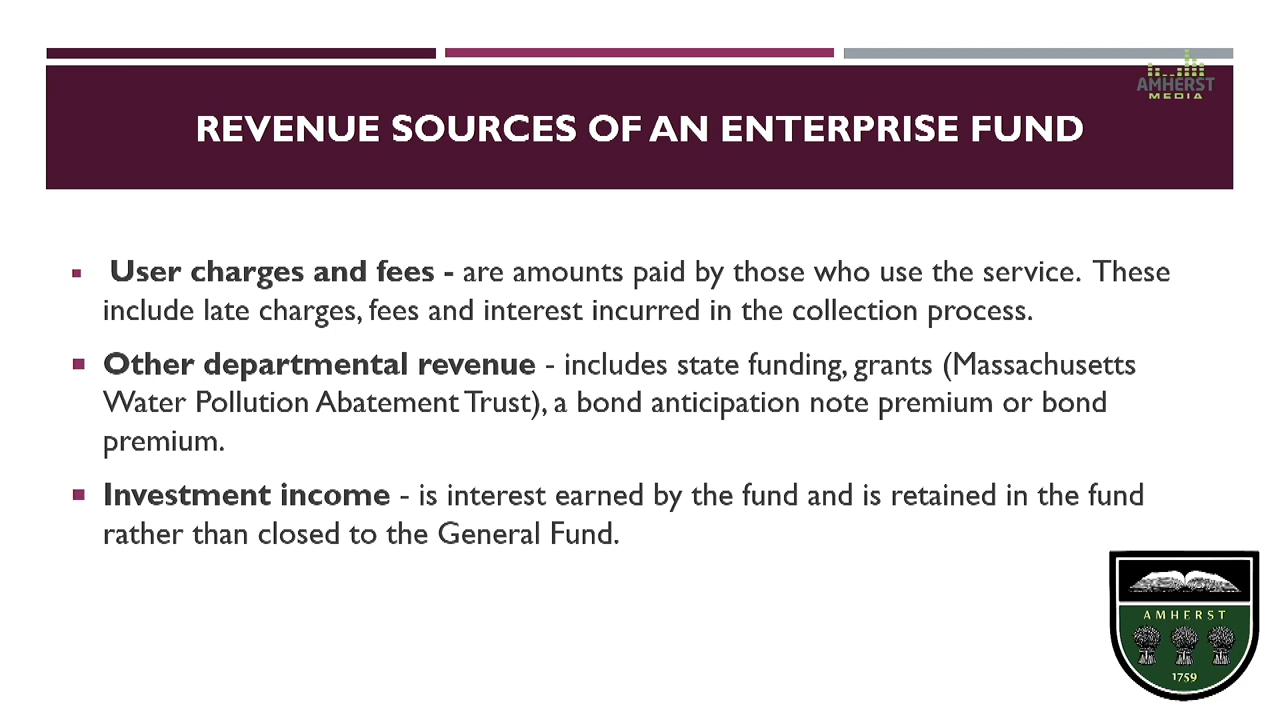 AMHERST
MEDIA
REVENUE SOURCES OF AN ENTERPRISE FUND
▪ User charges and fees - are amounts paid by those who use the service. These
include late charges, fees and interest incurred in the collection process.
▪ Other departmental revenue - includes state funding, grants (Massachusetts
Water Pollution Abatement Trust), a bond anticipation note premium or bond
premium.
▪ Investment income - is interest earned by the fund and is retained in the fund
rather than closed to the General Fund.
AMHERST
1759